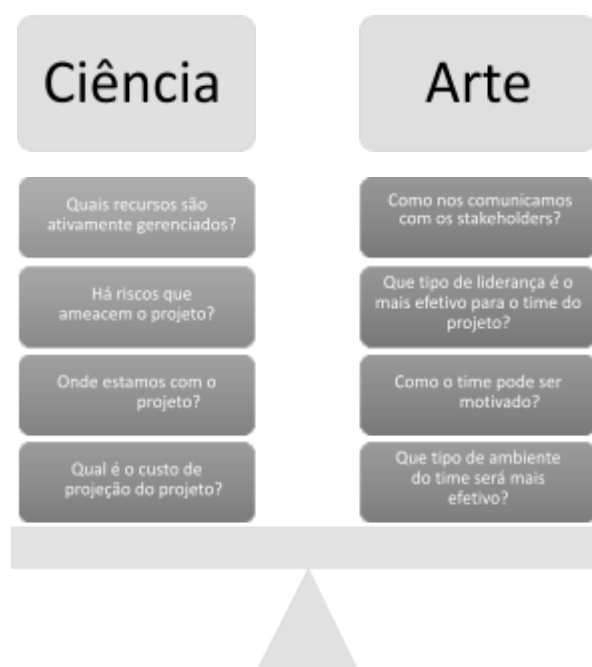 Ciência
Quais recursos são
ativamente gerenciados?
Há riscos que
ameacem o projeto?
Onde estamos com o
projeto?
Qual é o custo de
projeção do projeto?
Arte
Como nos comunicamos
com os stakeholders?
Que tipo de liderança é o
mais efetivo para o time do
projeto?
Como o time pode ser
motivado?
Que tipo de ambiente
do time será mais
efetivo?